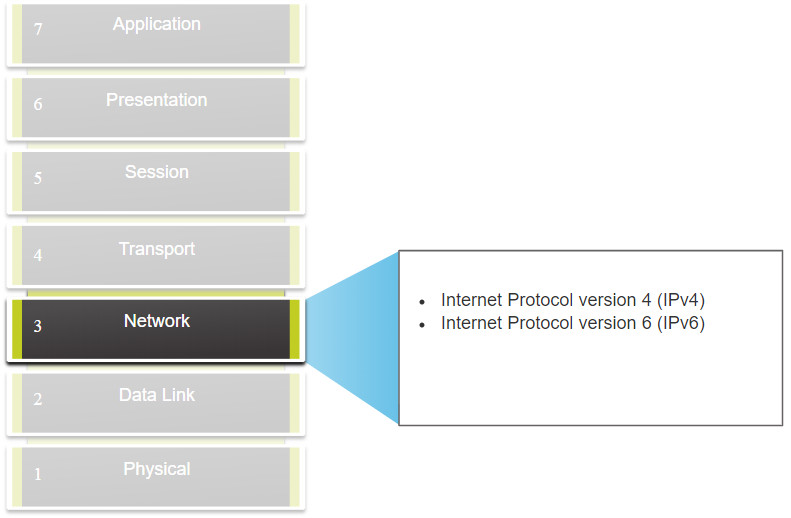 7 Application
6 Presentation
5 Session
4 Transport
3 Network
• Internet Protocol version 4 (IPv4)
• Internet Protocol version 6 (IPv6)
2 Data Link
1 Physical